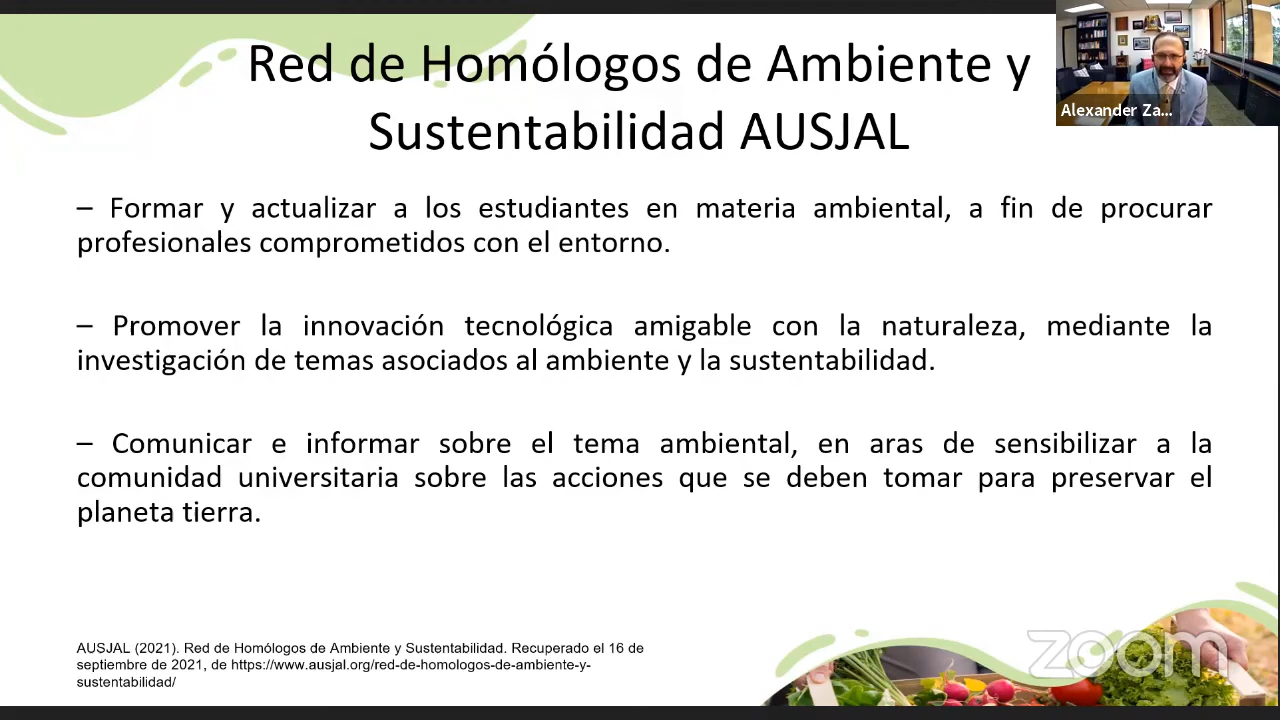 Red de Homólogos de Ambiente y
Sustentabilidad AUSJAL
Alexander Za...
– Formar y actualizar a los estudiantes en materia ambiental, a fin de procurar
profesionales comprometidos con el entorno.
– Promover la innovación tecnológica amigable con la naturaleza, mediante la
investigación de temas asociados al ambiente y la sustentabilidad.
– Comunicar e informar sobre el tema ambiental, en aras de sensibilizar a la
comunidad universitaria sobre las acciones que se deben tomar para preservar el
planeta tierra.
AUSJAL (2021). Red de Homólogos de Ambiente y Sustentabilidad. Recuperado el 16 de
septiembre de 2021, de https://www.ausjal.org/red-de-homologos-de-ambiente-y-
sustentabilidad/
zoom